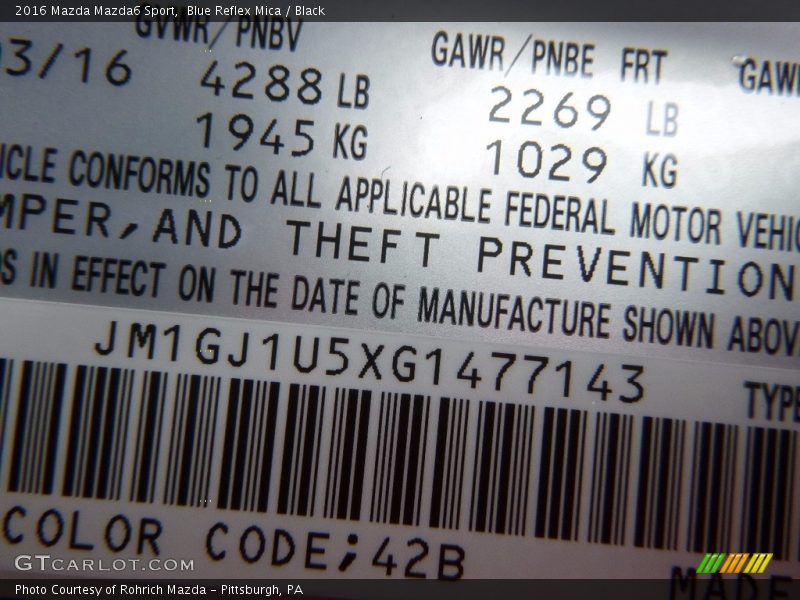 2016 Mazda Mazda6 Sport, Blue Reflex Mica / Black
GVWR/PNBV GAWR/PNBE FRT GAWR
3/16 4288 LB 2269 LB
1945 KG 1029 KG
ICLE CONFORMS TO ALL APPLICABLE FEDERAL MOTOR VEHIC
MPER, AND THEFT PREVENTION
DS IN EFFECT ON THE DATE OF MANUFACTURE SHOWN ABOV
JM1GJ1U5XG1477143 TYPE
COLOR CODE;42B
GTCARLOT.COM
MADE
Photo Courtesy of Rohrich Mazda - Pittsburgh, PA